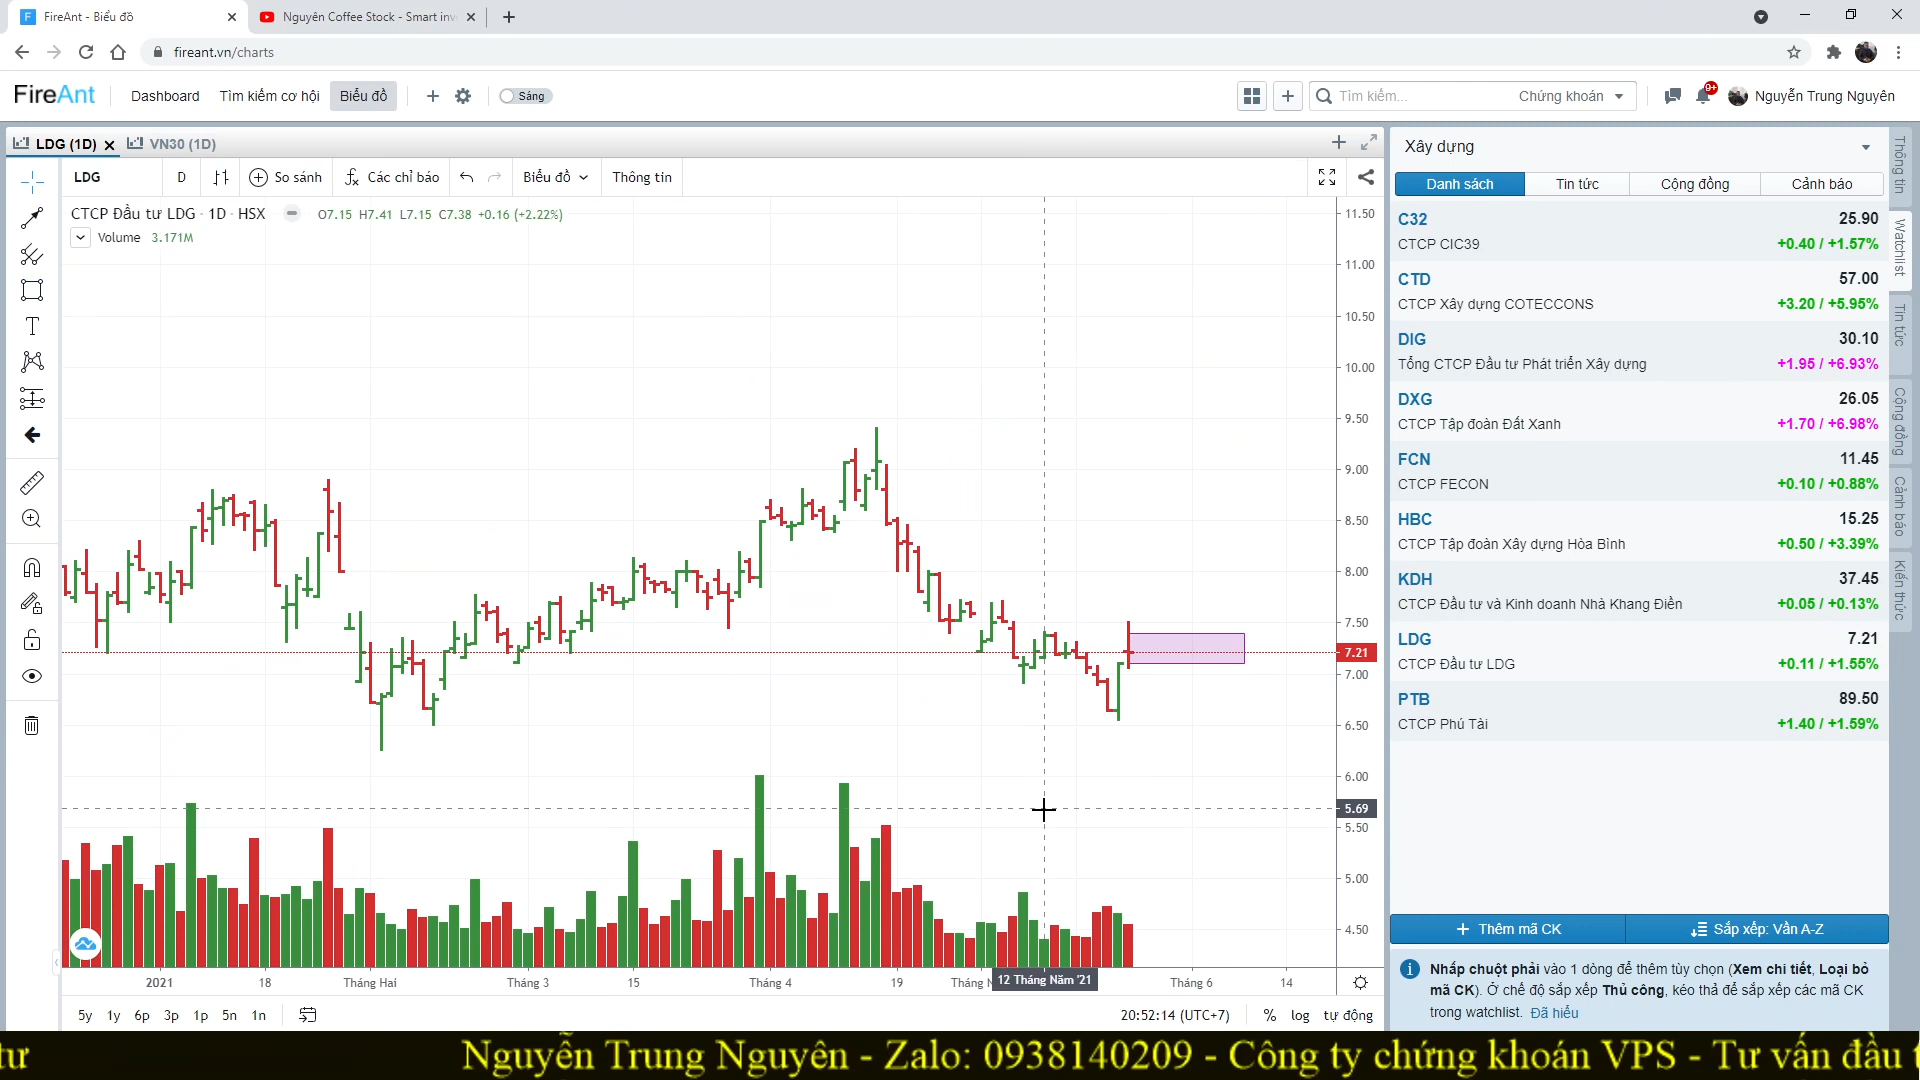 FireAnt - Biểu đồ
Nguyên Coffee Stock - Smart inv
fireant.vn/charts
FireAnt
Dashboard
Tìm kiếm cơ hội
Biểu đồ
Sáng
Tìm kiếm...
Chứng khoán
9+
Nguyễn Trung Nguyên
LDG (1D)
VN30 (1D)
LDG
D
So sánh
Các chỉ báo
Biểu đồ
Thông tin
CTCP Đầu tư LDG · 1D · HSX
O7.15 H7.41 L7.15 C7.38 +0.16 (+2.22%)
Volume 3.171M
11.50
11.00
10.50
10.00
9.50
9.00
8.50
8.00
7.50
7.21
7.00
6.50
6.00
5.69
5.50
5.00
4.50
2021
18
Tháng Hai
Tháng 3
15
Tháng 4
19
Tháng N
12 Tháng Năm '21
Tháng 6
14
5y 1y 6p 3p 1p 5n 1n
20:52:14 (UTC+7)
% log tự động
Xây dựng
Danh sách
Tin tức
Cộng đồng
Cảnh báo
C32 25.90
CTCP CIC39 +0.40 / +1.57%
CTD 57.00
CTCP Xây dựng COTECCONS +3.20 / +5.95%
DIG 30.10
Tổng CTCP Đầu tư Phát triển Xây dựng +1.95 / +6.93%
DXG 26.05
CTCP Tập đoàn Đất Xanh +1.70 / +6.98%
FCN 11.45
CTCP FECON +0.10 / +0.88%
HBC 15.25
CTCP Tập đoàn Xây dựng Hòa Bình +0.50 / +3.39%
KDH 37.45
CTCP Đầu tư và Kinh doanh Nhà Khang Điền +0.05 / +0.13%
LDG 7.21
CTCP Đầu tư LDG +0.11 / +1.55%
PTB 89.50
CTCP Phú Tài +1.40 / +1.59%
Thêm mã CK
Sắp xếp: Vần A-Z
Nhấp chuột phải vào 1 dòng để thêm tùy chọn (Xem chi tiết, Loại bỏ
mã CK). Ở chế độ sắp xếp Thủ công, kéo thả để sắp xếp các mã CK
trong watchlist. Đã hiểu
Thông tin
Watchlist
Tin tức
Cộng đồng
Cảnh báo
Kiến thức
tư Nguyễn Trung Nguyên - Zalo: 0938140209 - Công ty chứng khoán VPS - Tư vấn đầu t